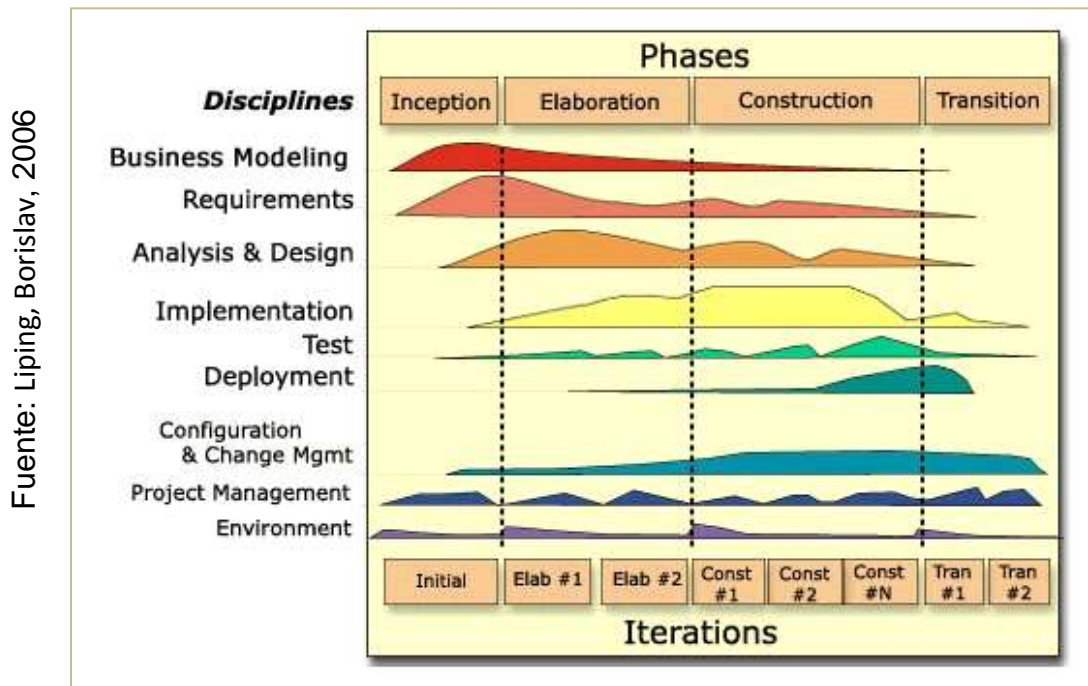 Fuente: Liping, Borislav, 2006
Phases
Disciplines
Inception
Elaboration
Construction
Transition
Business Modeling
Requirements
Analysis & Design
Implementation
Test
Deployment
Configuration
& Change Mgmt
Project Management
Environment
Initial
Elab #1
Elab #2
Const
#1
Const
#2
Const
#N
Tran
#1
Tran
#2
Iterations